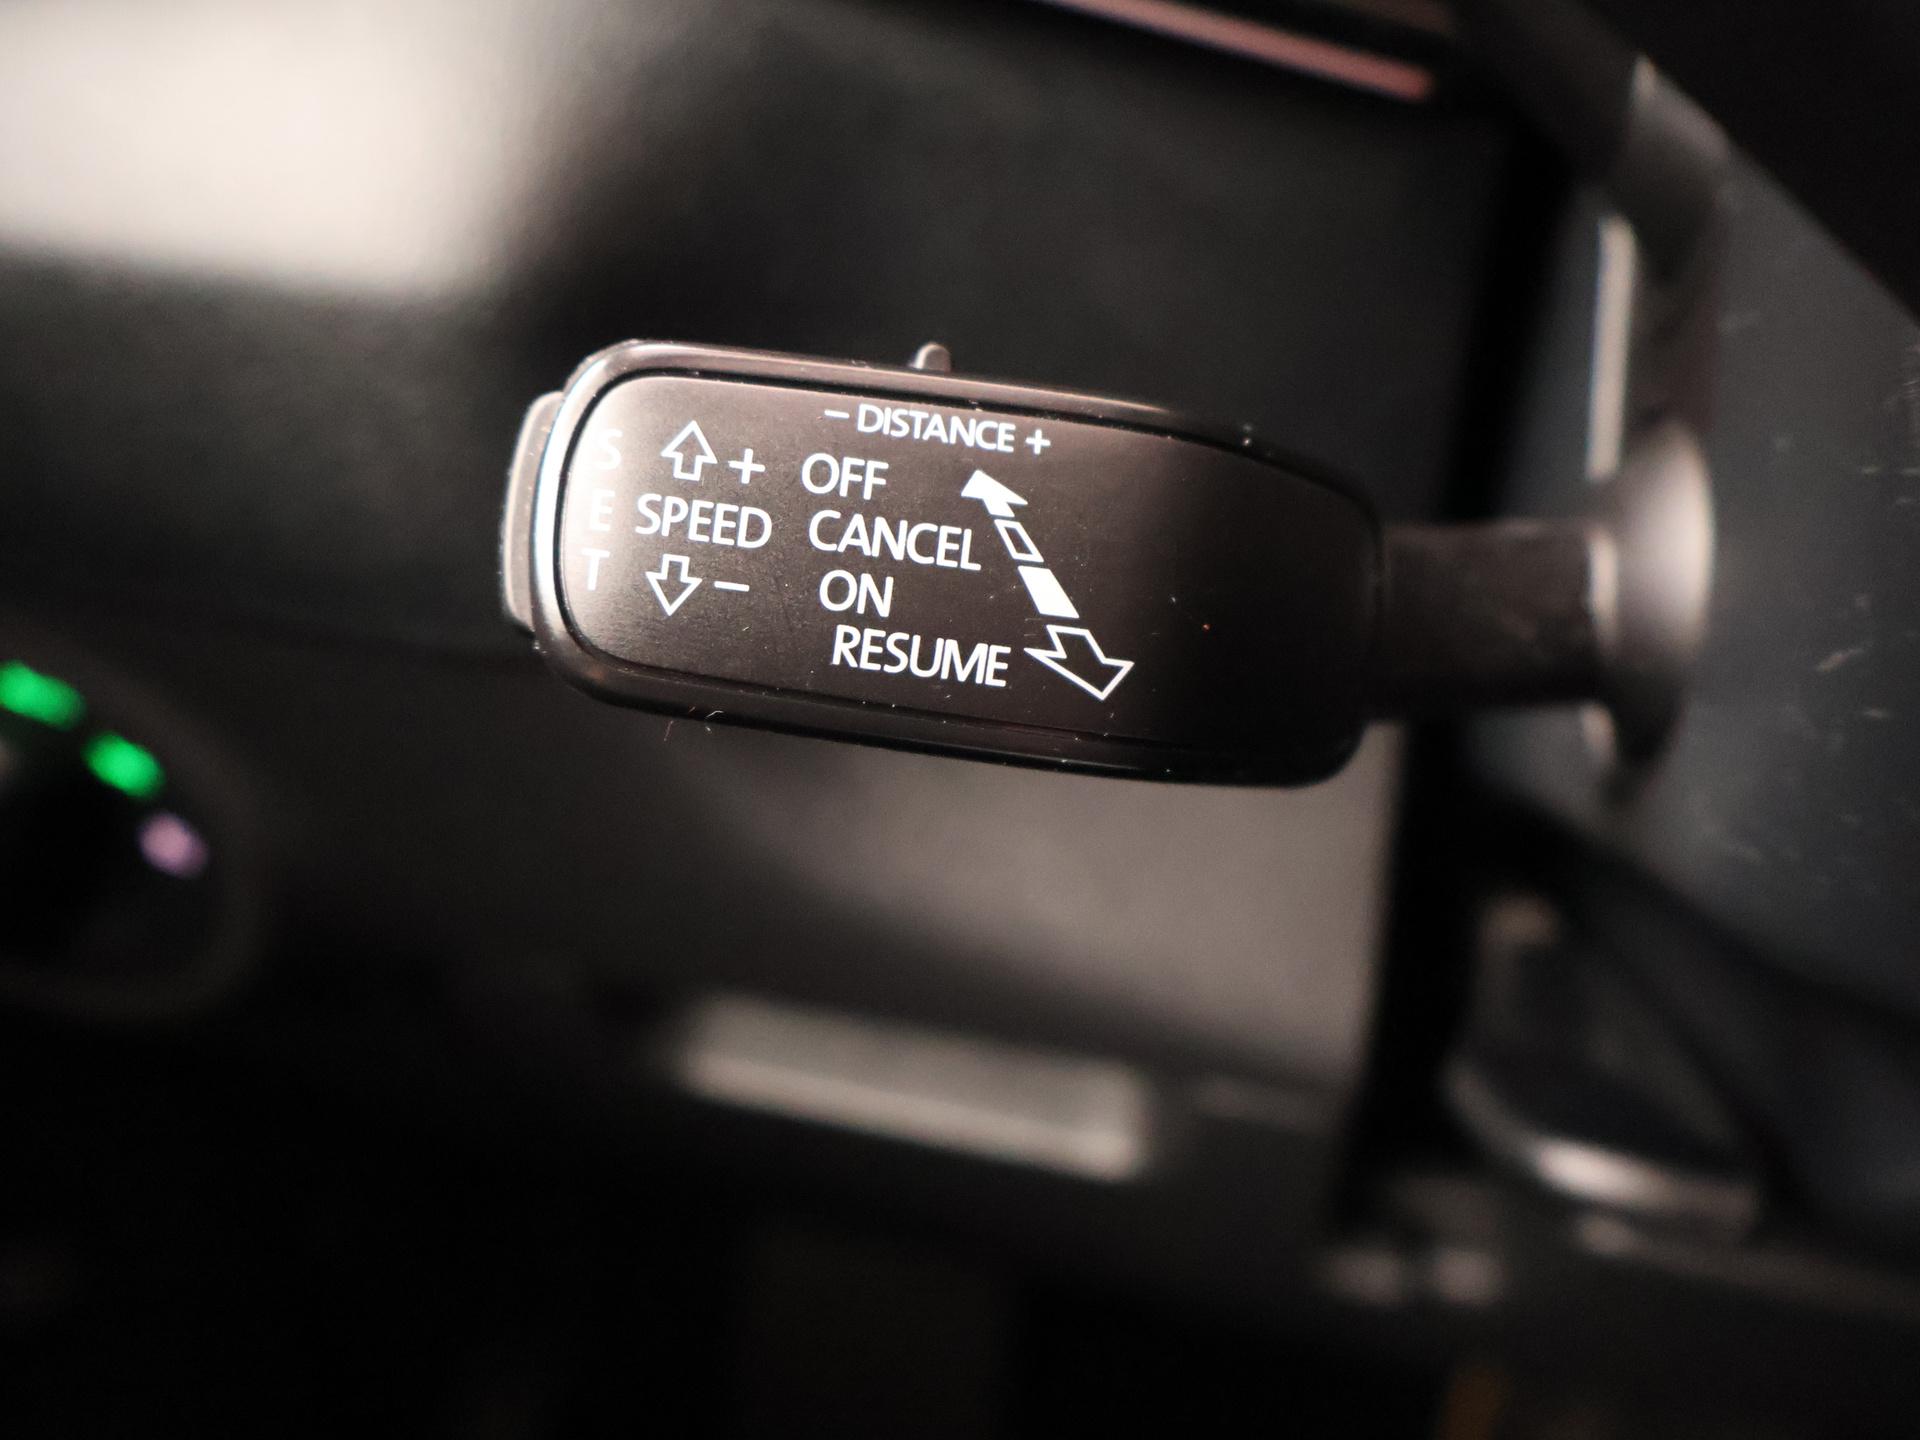 − DISTANCE +
S
E
T
+
SPEED
−
OFF
CANCEL
ON
RESUME